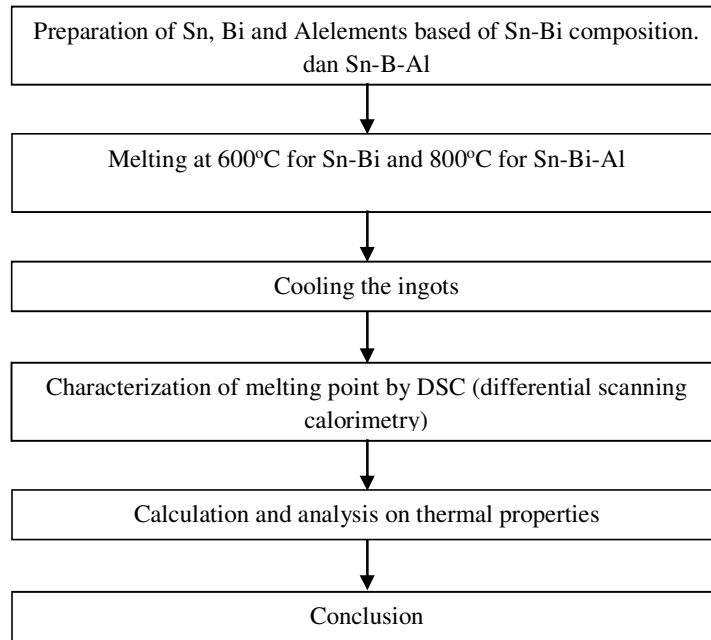 Preparation of Sn, Bi and Alelements based of Sn-Bi composition.
dan Sn-B-Al
Melting at 600°C for Sn-Bi and 800°C for Sn-Bi-Al
Cooling the ingots
Characterization of melting point by DSC (differential scanning
calorimetry)
Calculation and analysis on thermal properties
Conclusion